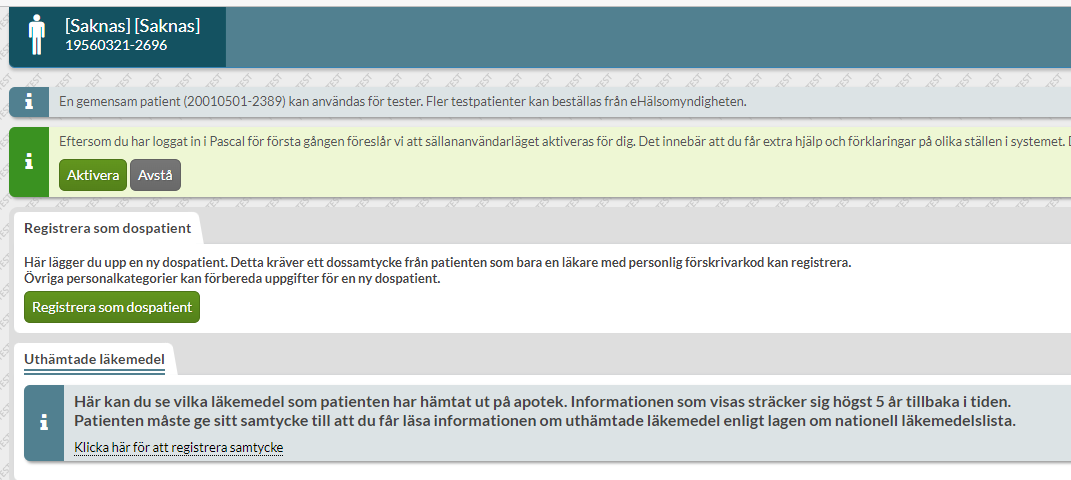 [Saknas] [Saknas]
19560321-2696
En gemensam patient (20010501-2389) kan användas för tester. Fler testpatienter kan beställas från eHälsomyndigheten.
Eftersom du har loggat in i Pascal för första gången föreslår vi att sällananvändarläget aktiveras för dig. Det innebär att du får extra hjälp och förklaringar på olika ställen i systemet.
Aktivera Avstå
Registrera som dospatient
Här lägger du upp en ny dospatient. Detta kräver ett dossamtycke från patienten som bara en läkare med personlig förskrivarkod kan registrera.
Övriga personalkategorier kan förbereda uppgifter för en ny dospatient.
Registrera som dospatient
Uthämtade läkemedel
Här kan du se vilka läkemedel som patienten har hämtat ut på apotek. Informationen som visas sträcker sig högst 5 år tillbaka i tiden.
Patienten måste ge sitt samtycke till att du får läsa informationen om uthämtade läkemedel enligt lagen om nationell läkemedelslista.
Klicka här för att registrera samtycke